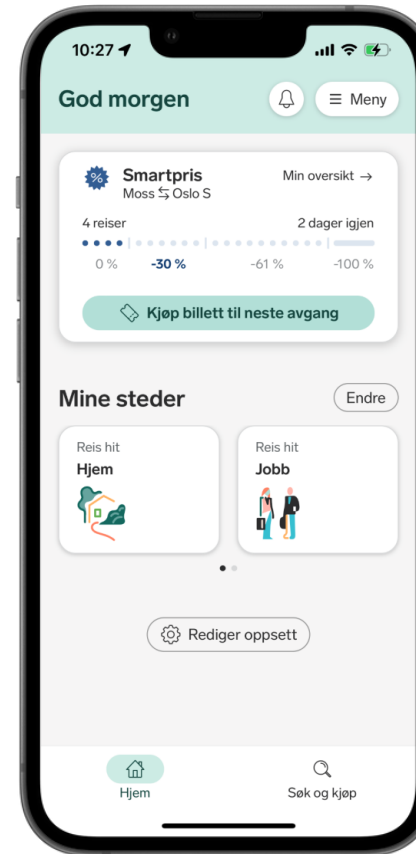 10:27
God morgen
Meny
%
Smartpris
Min oversikt →
Moss ⇆ Oslo S
4 reiser
2 dager igjen
0 %
-30 %
-61 %
-100 %
Kjøp billett til neste avgang
Mine steder
Endre
Reis hit
Hjem
Reis hit
Jobb
Rediger oppsett
Hjem
Søk og kjøp